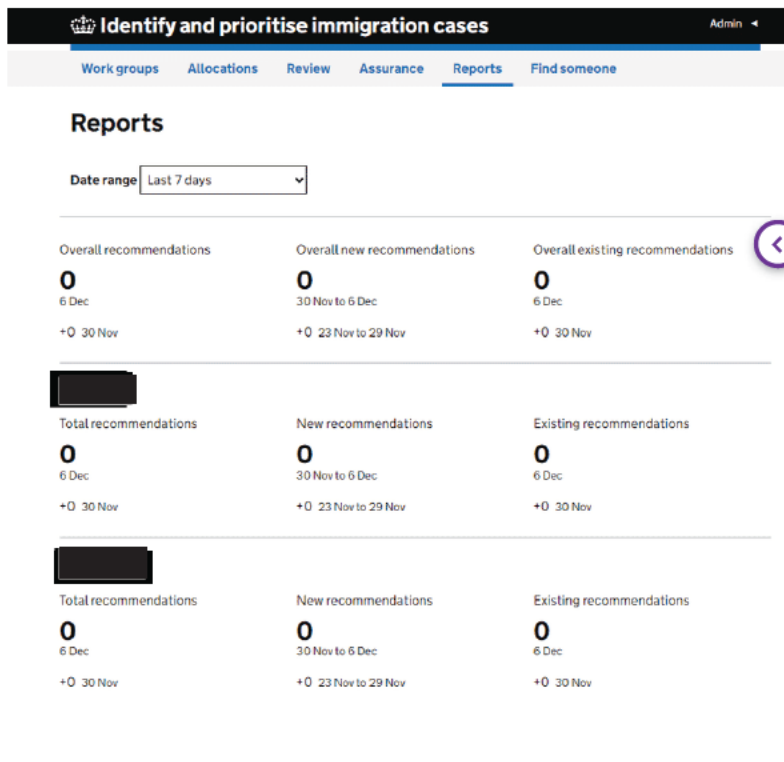 Identify and prioritise immigration cases Admin
Work groups Allocations Review Assurance Reports Find someone
Reports
Date range Last 7 days
Overall recommendations Overall new recommendations Overall existing recommendations
0 0 0
6 Dec 30 Nov to 6 Dec 6 Dec
+0 30 Nov +0 23 Nov to 29 Nov +0 30 Nov
Total recommendations New recommendations Existing recommendations
0 0 0
6 Dec 30 Nov to 6 Dec 6 Dec
+0 30 Nov +0 23 Nov to 29 Nov +0 30 Nov
Total recommendations New recommendations Existing recommendations
0 0 0
6 Dec 30 Nov to 6 Dec 6 Dec
+0 30 Nov +0 23 Nov to 29 Nov +0 30 Nov